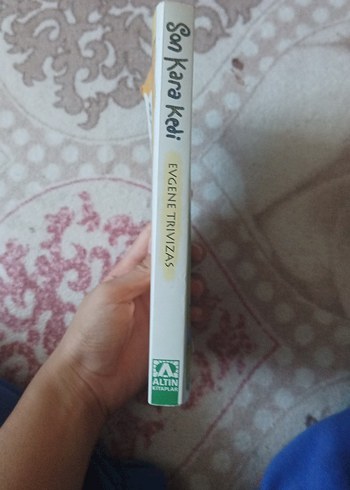 Son Kara Kedi
EVGENE TRIVIZAS
ALTIN
KİTAPLAR